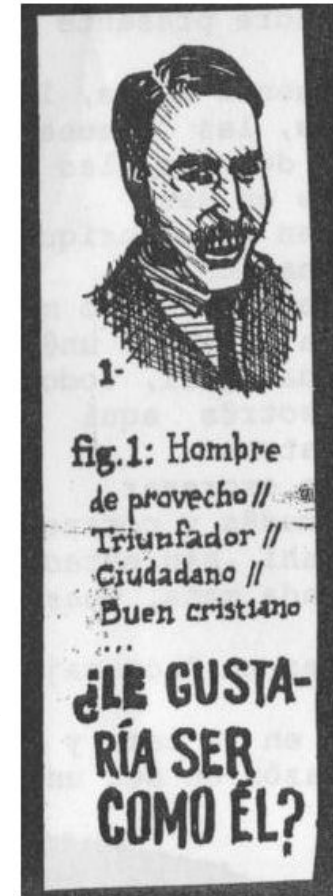 1-
fig.1: Hombre
de provecho //
Triunfador //
Ciudadano //
Buen cristiano
...
¿LE GUSTA-
RÍA SER
COMO ÉL?